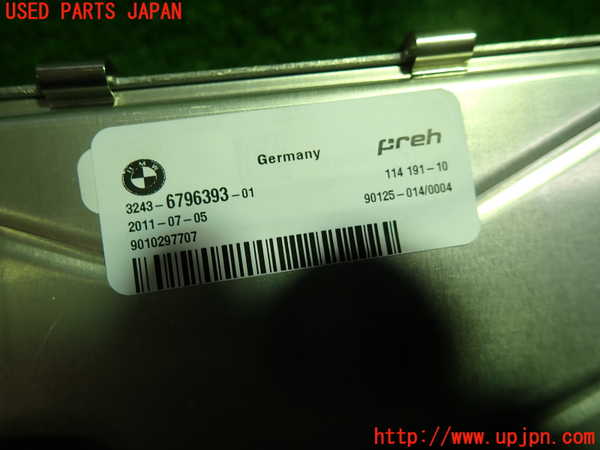 USED PARTS JAPAN
BMW
Germany
preh
3243-6796393-01
114 191-10
2011-07-05
90125-014/0004
9010297707
http://www.upjpn.com/